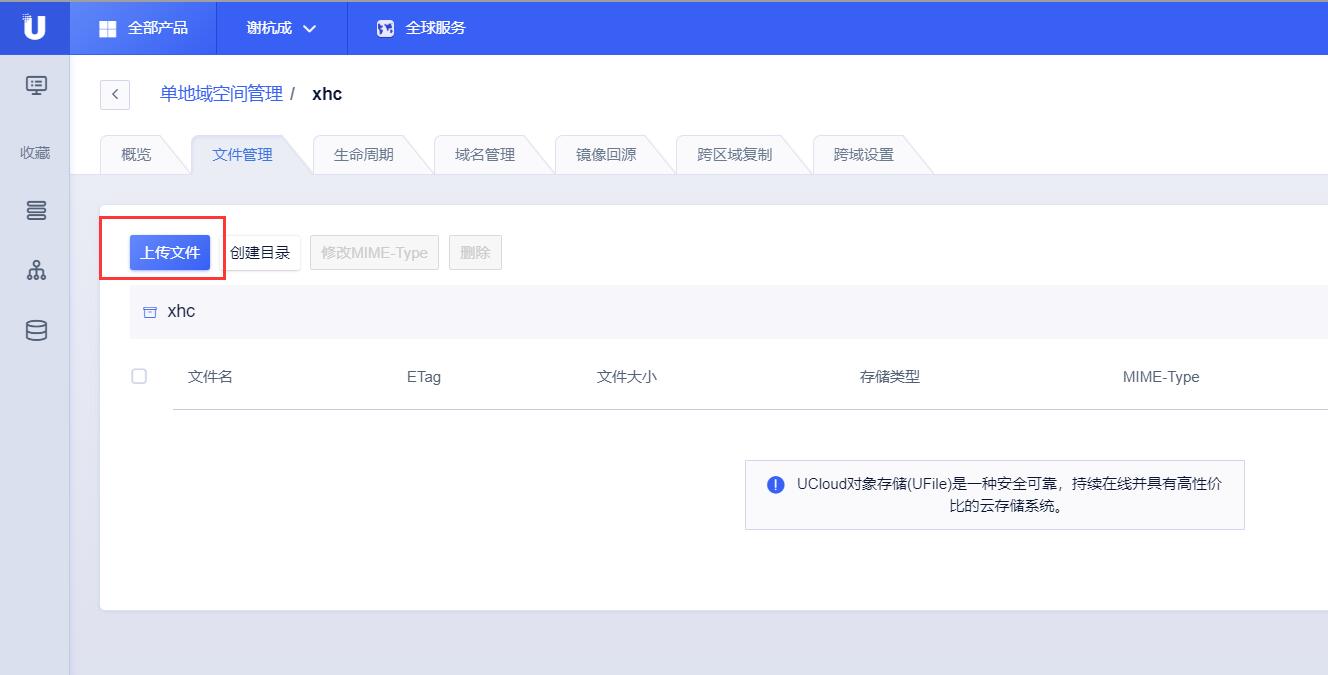 全部产品
谢杭成
全球服务
收藏
单地域空间管理 / xhc
概览
文件管理
生命周期
域名管理
镜像回源
跨区域复制
跨域设置
上传文件
创建目录
修改MIME-Type
删除
xhc
文件名
ETag
文件大小
存储类型
MIME-Type
UCloud对象存储(UFile)是一种安全可靠，持续在线并具有高性价
比的云存储系统。